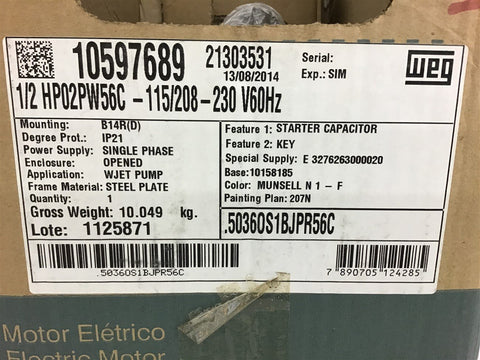 10597689 21303531 Serial:
13/08/2014 Exp.: SIM
weg
1/2 HP02PW56C -115/208-230 V60Hz
Mounting: B14R(D)
Degree Prot.: IP21
Power Supply: SINGLE PHASE
Enclosure: OPENED
Application: WJET PUMP
Frame Material: STEEL PLATE
Quantity: 1
Gross Weight: 10.049 kg.
Lote: 1125871
Feature 1: STARTER CAPACITOR
Feature 2: KEY
Special Supply: E 3276263000020
Base:10158185
Color: MUNSELL N 1 - F
Painting Plan: 207N
.50360S1BJPR56C
.50360S1BJPR56C
7 890705 124285
Motor Elétrico
Electric Motor